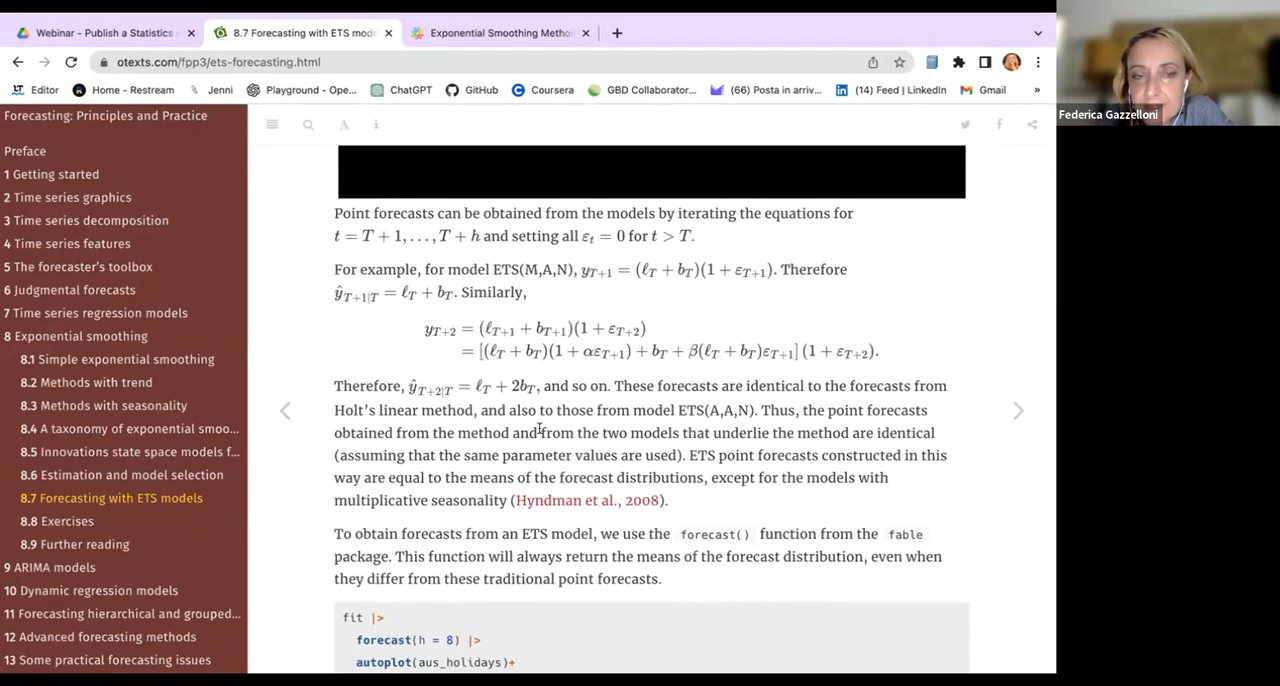 Webinar - Publish a Statistics
8.7 Forecasting with ETS mode
Exponential Smoothing Metho
otexts.com/fpp3/ets-forecasting.html
Editor
Home - Restream
Jenni
Playground - Ope...
ChatGPT
GitHub
Coursera
GBD Collaborator...
(66) Posta in arriv...
(14) Feed | LinkedIn
Gmail
»
Federica Gazzelloni
Forecasting: Principles and Practice
Preface
1 Getting started
2 Time series graphics
3 Time series decomposition
4 Time series features
5 The forecaster's toolbox
6 Judgmental forecasts
7 Time series regression models
8 Exponential smoothing
8.1 Simple exponential smoothing
8.2 Methods with trend
8.3 Methods with seasonality
8.4 A taxonomy of exponential smoo...
8.5 Innovations state space models f...
8.6 Estimation and model selection
8.7 Forecasting with ETS models
8.8 Exercises
8.9 Further reading
9 ARIMA models
10 Dynamic regression models
11 Forecasting hierarchical and grouped...
12 Advanced forecasting methods
13 Some practical forecasting issues
Point forecasts can be obtained from the models by iterating the equations for
t = T + 1, . . . , T + h and setting all ε_t = 0 for t > T.
For example, for model ETS(M,A,N), y_{T+1} = (ℓ_T + b_T)(1 + ε_{T+1}). Therefore
ŷ_{T+1|T} = ℓ_T + b_T. Similarly,
y_{T+2} = (ℓ_{T+1} + b_{T+1})(1 + ε_{T+2})
= [(ℓ_T + b_T)(1 + αε_{T+1}) + b_T + β(ℓ_T + b_T)ε_{T+1}] (1 + ε_{T+2}).
Therefore, ŷ_{T+2|T} = ℓ_T + 2b_T, and so on. These forecasts are identical to the forecasts from
Holt's linear method, and also to those from model ETS(A,A,N). Thus, the point forecasts
obtained from the method and from the two models that underlie the method are identical
(assuming that the same parameter values are used). ETS point forecasts constructed in this
way are equal to the means of the forecast distributions, except for the models with
multiplicative seasonality (Hyndman et al., 2008).
To obtain forecasts from an ETS model, we use the forecast() function from the fable
package. This function will always return the means of the forecast distribution, even when
they differ from these traditional point forecasts.
fit |>
forecast(h = 8) |>
autoplot(aus_holidays)+